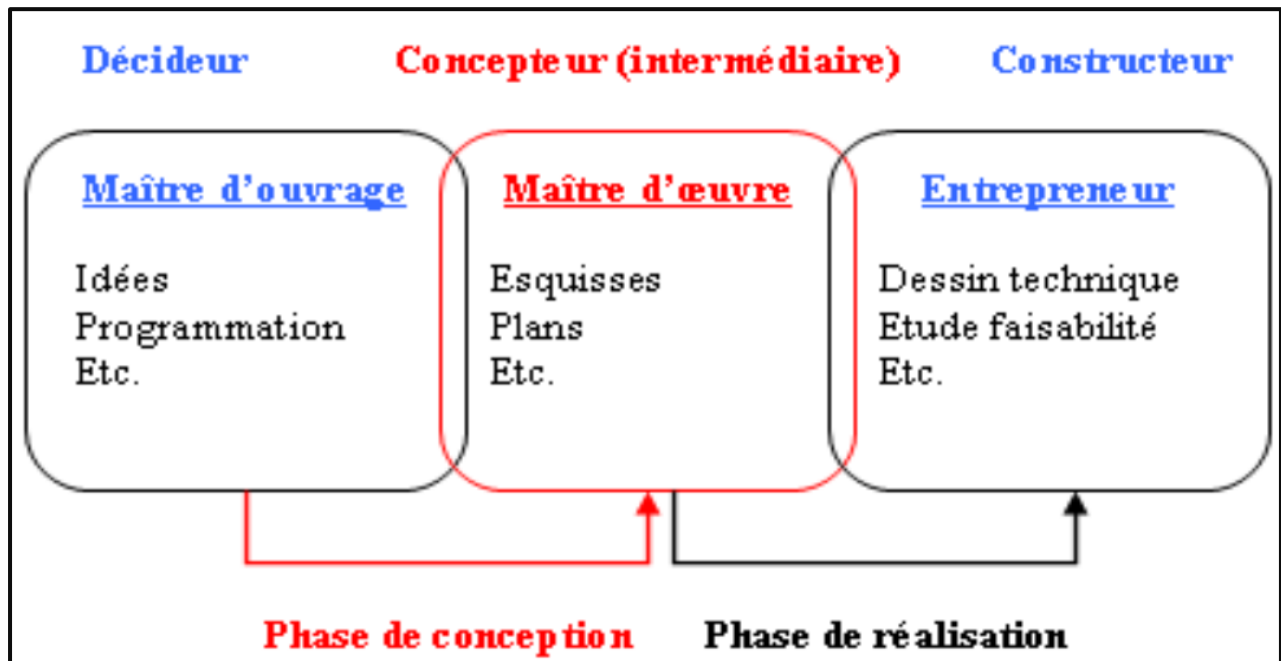 Décideur Concepteur (intermédiaire) Constructeur
Maître d'ouvrage
Idées
Programmation
Etc.
Maître d'œuvre
Esquisses
Plans
Etc.
Entrepreneur
Dessin technique
Etude faisabilité
Etc.
Phase de conception Phase de réalisation